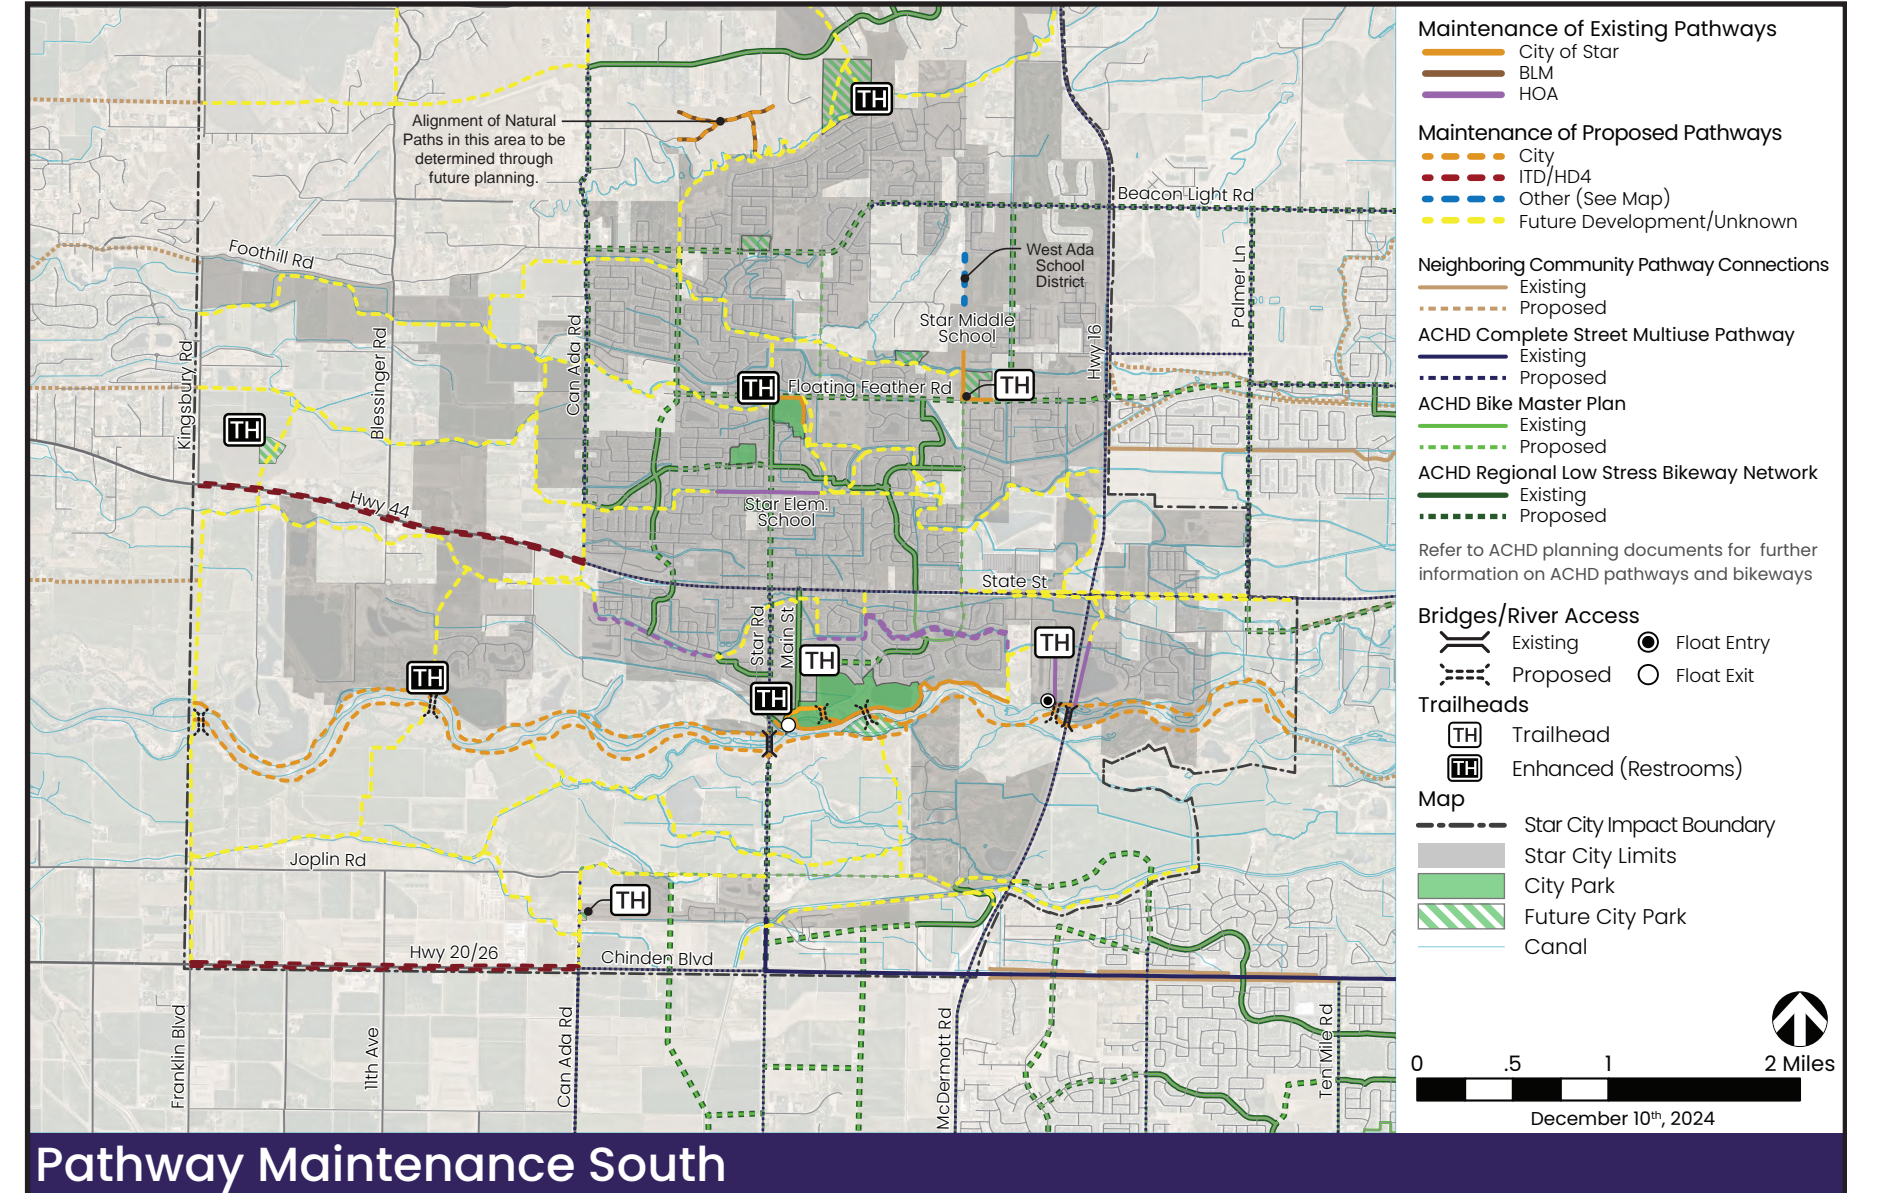 Maintenance of Existing Pathways
City of Star
BLM
HOA
Maintenance of Proposed Pathways
City
ITD/HD4
Other (See Map)
Future Development/Unknown
Neighboring Community Pathway Connections
Existing
Proposed
ACHD Complete Street Multiuse Pathway
Existing
Proposed
ACHD Bike Master Plan
Existing
Proposed
ACHD Regional Low Stress Bikeway Network
Existing
Proposed
Refer to ACHD planning documents for further
information on ACHD pathways and bikeways
Bridges/River Access
Existing
Float Entry
Proposed
Float Exit
Trailheads
TH
Trailhead
TH
Enhanced (Restrooms)
Map
Star City Impact Boundary
Star City Limits
City Park
Future City Park
Canal
0 .5 1 2 Miles
December 10th, 2024
TH
Alignment of Natural
Paths in this area to be
determined through
future planning.
Beacon Light Rd
Foothill Rd
West Ada
School
District
Palmer Ln
Star Middle
School
Hwy 16
Can Ada Rd
Blessinger Rd
Kingsbury Rd
TH
Floating Feather Rd
TH
TH
Hwy 44
Star Elem.
School
State St
Star Rd
Main St
TH
TH
TH
TH
Joplin Rd
TH
Hwy 20/26
Chinden Blvd
Franklin Blvd
11th Ave
Can Ada Rd
McDermott Rd
Ten Mile Rd
Pathway Maintenance South